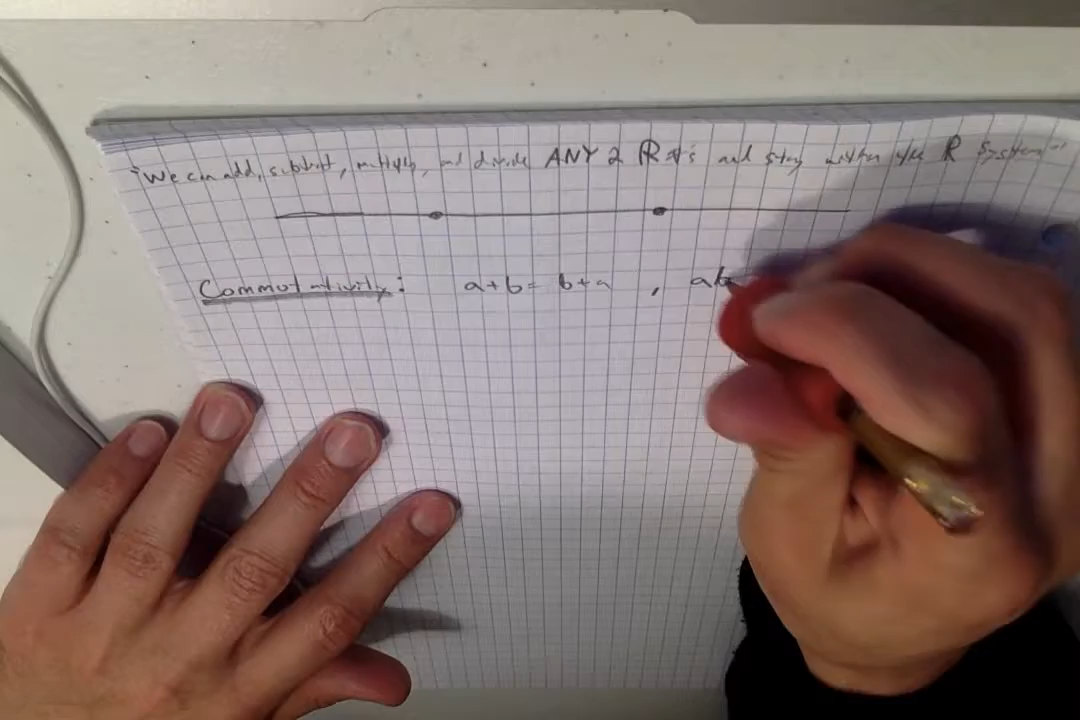 "We can add, subtract, multiply, and divide ANY 2 ℝ #'s and stay within the ℝ System"
Commutativity: a+b = b+a , ab